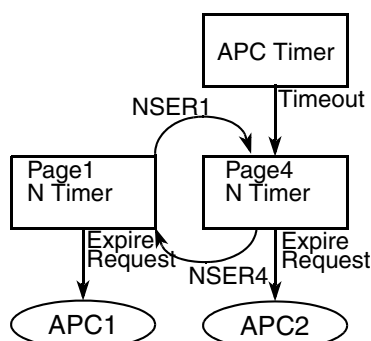 APC Timer
Timeout
NSER1
Page1
N Timer
Page4
N Timer
Expire
Request
NSER4
Expire
Request
APC1
APC2